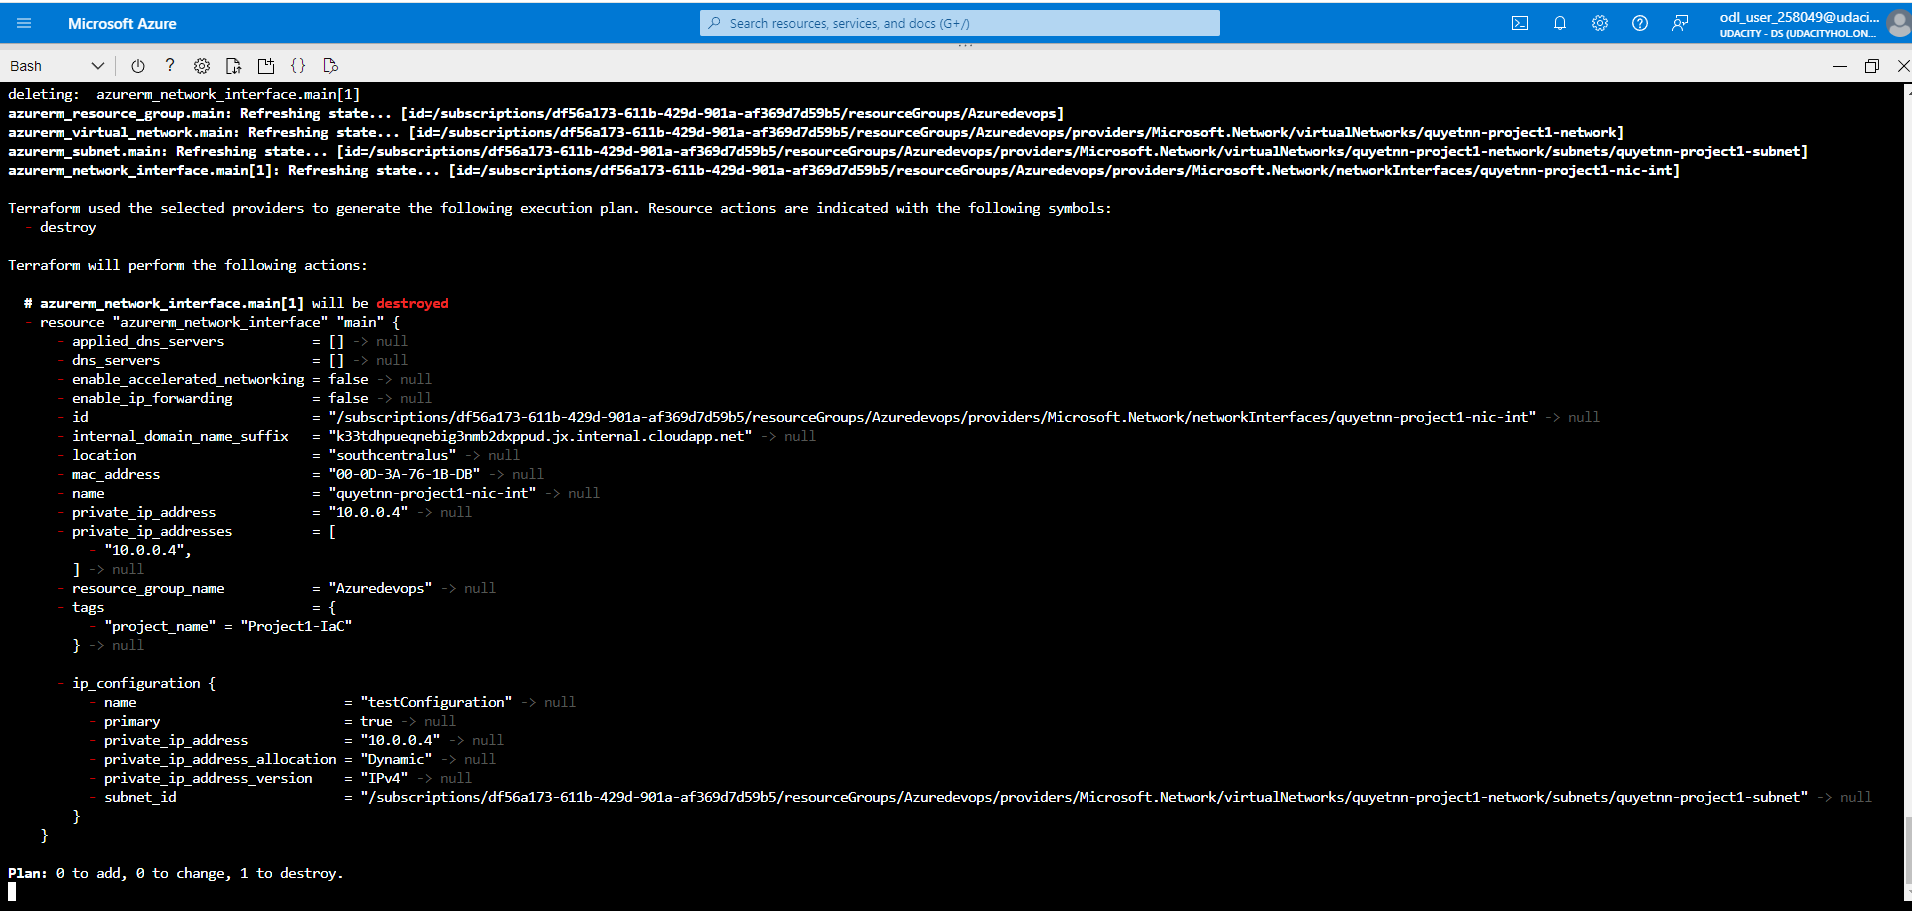 Microsoft Azure
Search resources, services, and docs (G+/)
odl_user_258049@udaci...
UDACITY - DS (UDACITYHOL.ON...
Bash
deleting:  azurerm_network_interface.main[1]
azurerm_resource_group.main: Refreshing state... [id=/subscriptions/df56a173-611b-429d-901a-af369d7d59b5/resourceGroups/Azuredevops]
azurerm_virtual_network.main: Refreshing state... [id=/subscriptions/df56a173-611b-429d-901a-af369d7d59b5/resourceGroups/Azuredevops/providers/Microsoft.Network/virtualNetworks/quyetnn-project1-network]
azurerm_subnet.main: Refreshing state... [id=/subscriptions/df56a173-611b-429d-901a-af369d7d59b5/resourceGroups/Azuredevops/providers/Microsoft.Network/virtualNetworks/quyetnn-project1-network/subnets/quyetnn-project1-subnet]
azurerm_network_interface.main[1]: Refreshing state... [id=/subscriptions/df56a173-611b-429d-901a-af369d7d59b5/resourceGroups/Azuredevops/providers/Microsoft.Network/networkInterfaces/quyetnn-project1-nic-int]
Terraform used the selected providers to generate the following execution plan. Resource actions are indicated with the following symbols:
- destroy
Terraform will perform the following actions:
# azurerm_network_interface.main[1] will be destroyed
- resource "azurerm_network_interface" "main" {
- applied_dns_servers = [] -> null
- dns_servers = [] -> null
- enable_accelerated_networking = false -> null
- enable_ip_forwarding = false -> null
- id = "/subscriptions/df56a173-611b-429d-901a-af369d7d59b5/resourceGroups/Azuredevops/providers/Microsoft.Network/networkInterfaces/quyetnn-project1-nic-int" -> null
- internal_domain_name_suffix = "k33tdhpueqnebig3nmb2dxppud.jx.internal.cloudapp.net" -> null
- location = "southcentralus" -> null
- mac_address = "00-0D-3A-76-1B-DB" -> null
- name = "quyetnn-project1-nic-int" -> null
- private_ip_address = "10.0.0.4" -> null
- private_ip_addresses = [
- "10.0.0.4",
] -> null
- resource_group_name = "Azuredevops" -> null
- tags = {
- "project_name" = "Project1-IaC"
} -> null
- ip_configuration {
- name = "testConfiguration" -> null
- primary = true -> null
- private_ip_address = "10.0.0.4" -> null
- private_ip_address_allocation = "Dynamic" -> null
- private_ip_address_version = "IPv4" -> null
- subnet_id = "/subscriptions/df56a173-611b-429d-901a-af369d7d59b5/resourceGroups/Azuredevops/providers/Microsoft.Network/virtualNetworks/quyetnn-project1-network/subnets/quyetnn-project1-subnet" -> null
}
}
Plan: 0 to add, 0 to change, 1 to destroy.